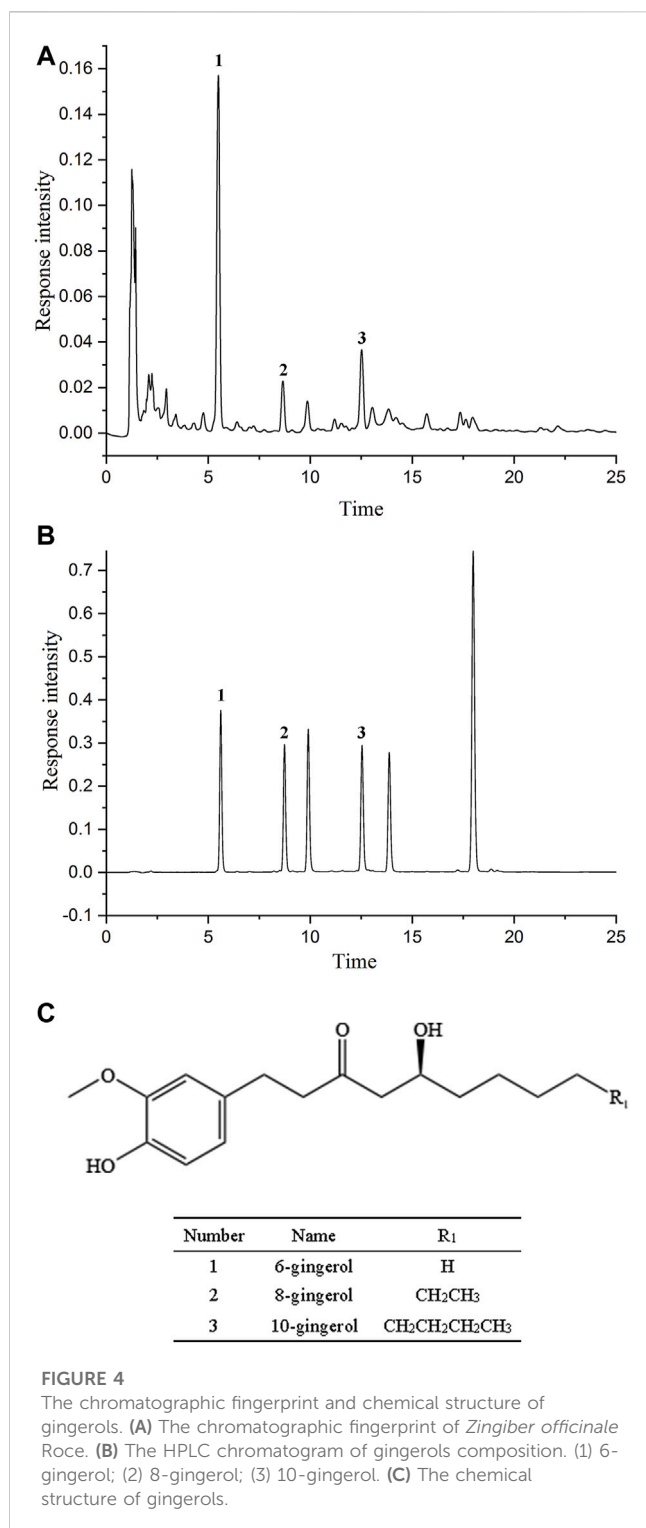 A
1
0.16
0.14
0.12
0.10
0.08
0.06
0.04
0.02
0.00
Response intensity
2
3
0
5
10
15
20
25
Time
B
0.7
0.6
0.5
0.4
0.3
0.2
0.1
0.0
-0.1
Response intensity
1
2
3
0
5
10
15
20
25
Time
C
O
OH
O
HO
R1
Number Name R1
1 6-gingerol H
2 8-gingerol CH2CH3
3 10-gingerol CH2CH2CH2CH3
FIGURE 4
The chromatographic fingerprint and chemical structure of
gingerols. (A) The chromatographic fingerprint of Zingiber officinale
Roce. (B) The HPLC chromatogram of gingerols composition. (1) 6-
gingerol; (2) 8-gingerol; (3) 10-gingerol. (C) The chemical
structure of gingerols.